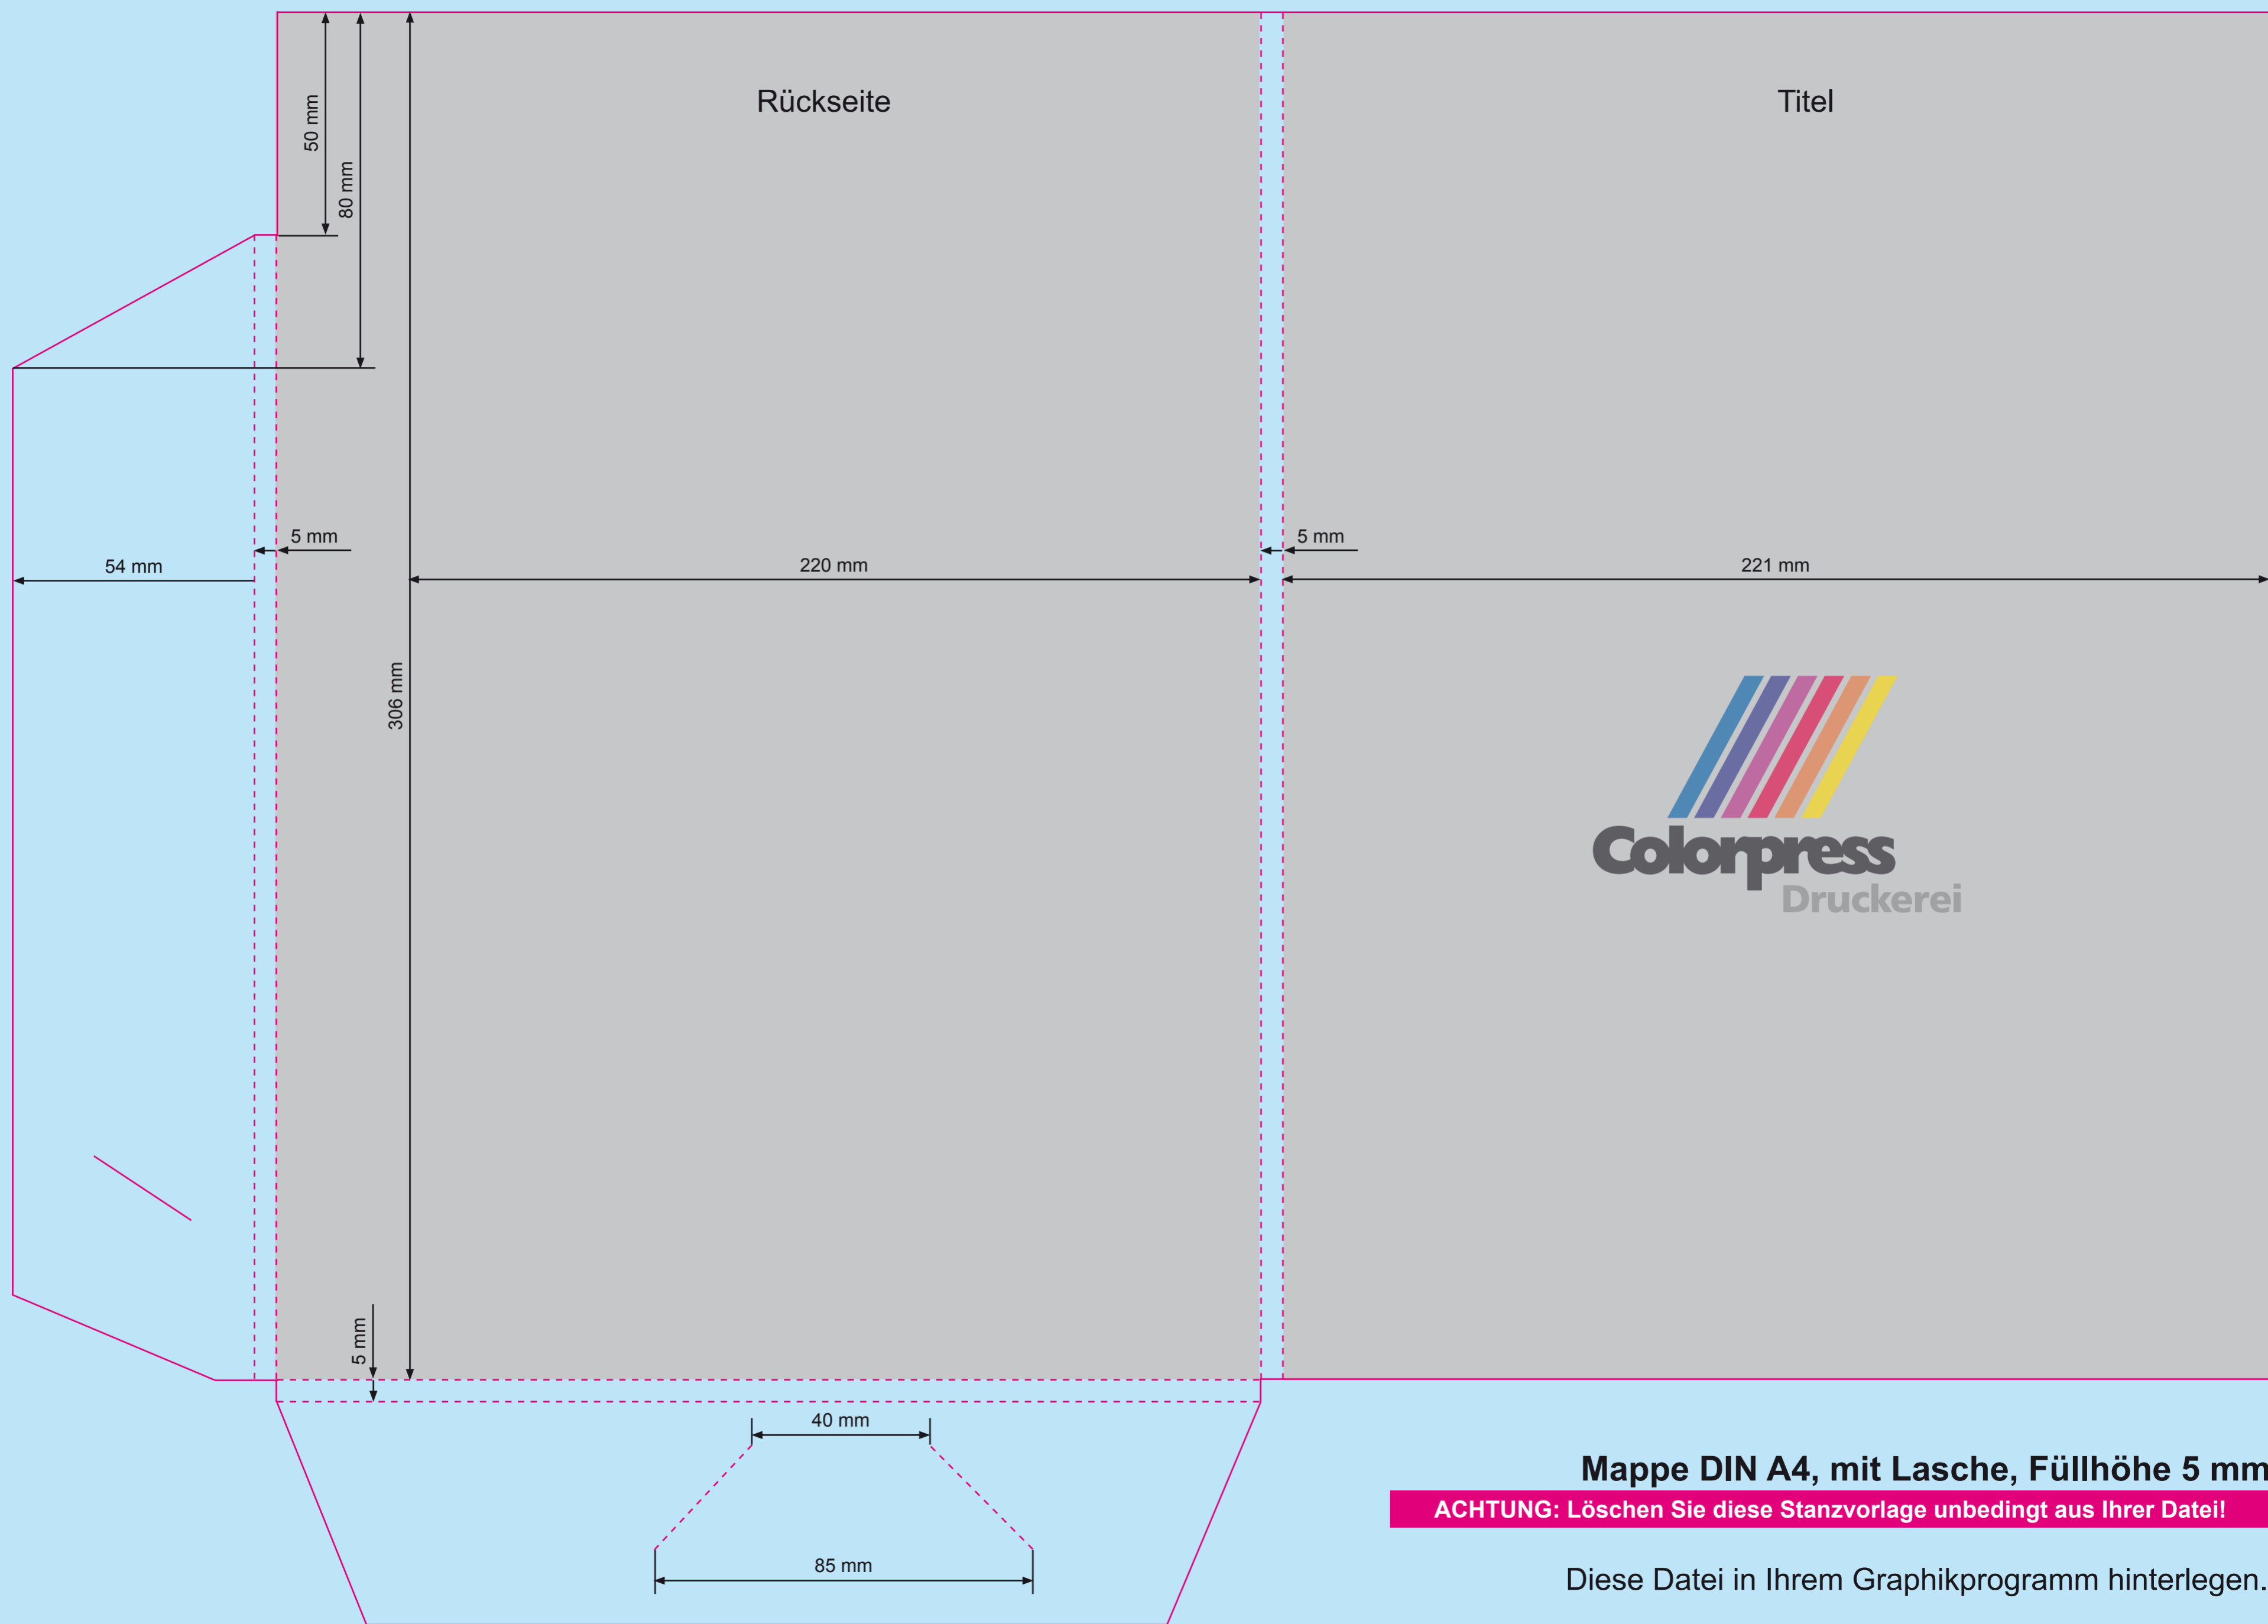 Rückseite
Titel
50 mm
80 mm
5 mm
5 mm
54 mm
220 mm
221 mm
306 mm
Colorpress
Druckerei
5 mm
40 mm
Mappe DIN A4, mit Lasche, Füllhöhe 5 mm
ACHTUNG: Löschen Sie diese Stanzvorlage unbedingt aus Ihrer Datei!
85 mm
Diese Datei in Ihrem Graphikprogramm hinterlegen.